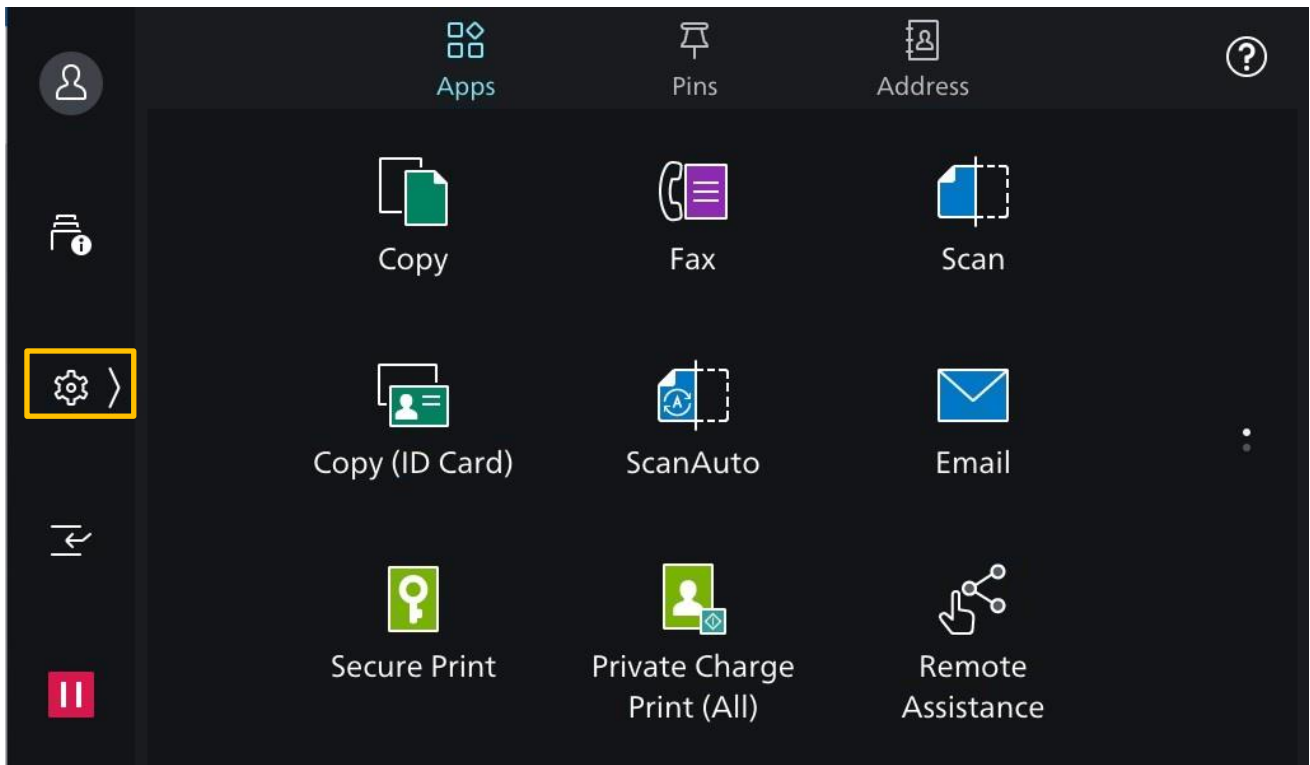 Apps
Pins
Address
Copy
Fax
Scan
Copy (ID Card)
ScanAuto
Email
Secure Print
Private Charge
Print (All)
Remote
Assistance